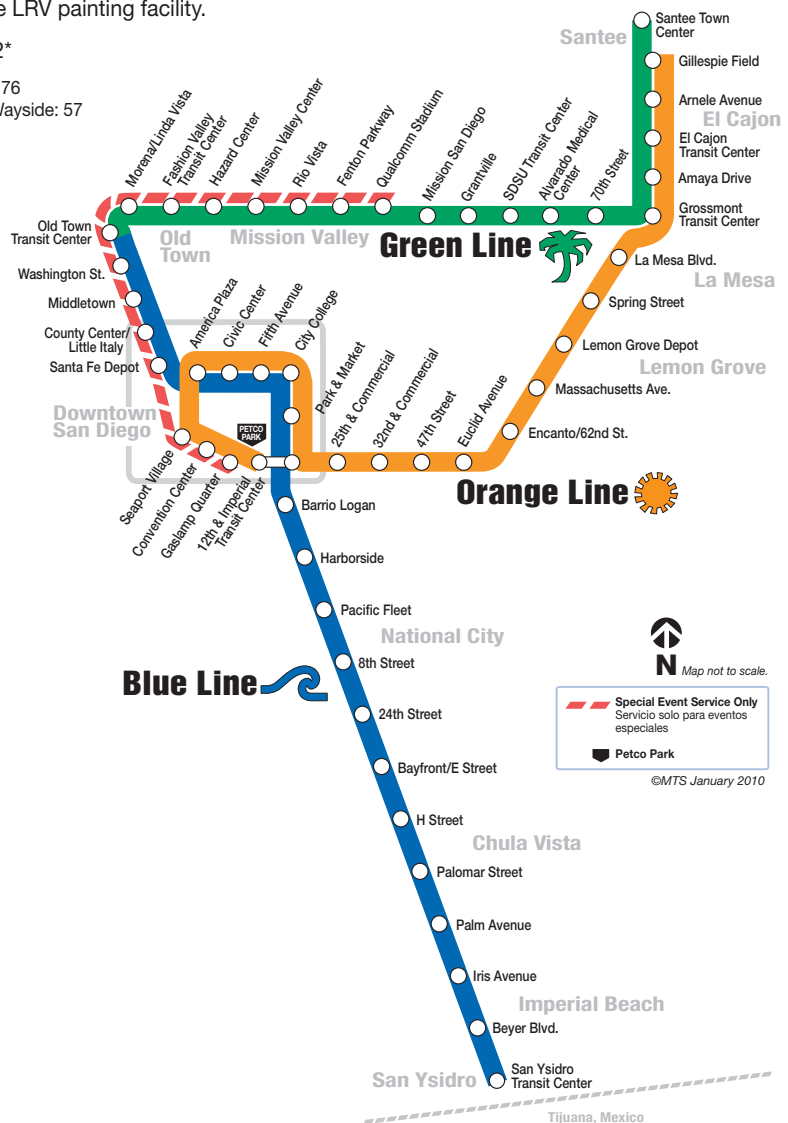 e LRV painting facility.
2*
76
Wayside: 57
Santee
Santee Town
Center
Gillespie Field
Arnele Avenue
El Cajon
El Cajon
Transit Center
Amaya Drive
Grossmont
Transit Center
Morena/Linda Vista
Fashion Valley
Transit Center
Hazard Center
Mission Valley Center
Rio Vista
Fenton Parkway
Qualcomm Stadium
Mission San Diego
Grantville
SDSU Transit Center
Alvarado Medical
Center
70th Street
Old Town
Transit Center
Old
Town
Mission Valley
Green Line
Washington St.
Middletown
County Center/
Little Italy
Santa Fe Depot
America Plaza
Civic Center
Fifth Avenue
City College
Park & Market
25th & Commercial
32nd & Commercial
47th Street
Euclid Avenue
La Mesa Blvd.
La Mesa
Spring Street
Lemon Grove Depot
Lemon Grove
Massachusetts Ave.
Encanto/62nd St.
Downtown
San Diego
PETCO
PARK
Seaport Village
Convention Center
Gaslamp Quarter
12th & Imperial
Transit Center
Orange Line
Barrio Logan
Harborside
Pacific Fleet
National City
8th Street
Blue Line
24th Street
Bayfront/E Street
H Street
Chula Vista
Palomar Street
Palm Avenue
Iris Avenue
Imperial Beach
Beyer Blvd.
San Ysidro
San Ysidro
Transit Center
Tijuana, Mexico
N
Map not to scale.
Special Event Service Only
Servicio solo para eventos
especiales
Petco Park
©MTS January 2010